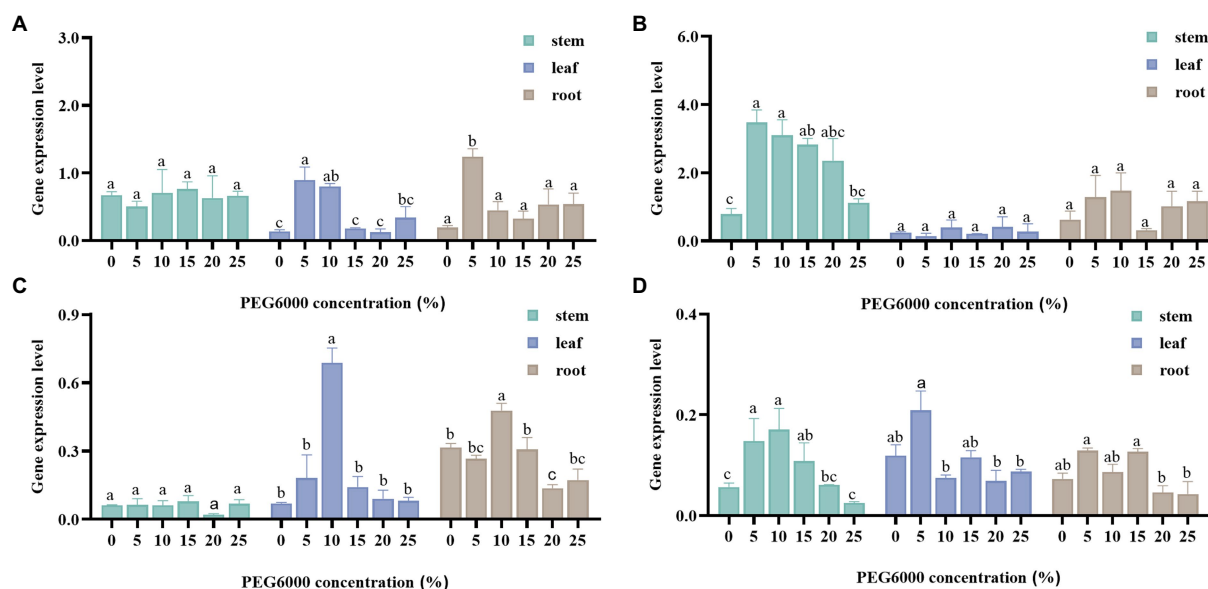 A
Gene expression level
3.0
2.0
1.0
0.0
stem
leaf
root
a a a a a a
c a ab c c bc
a b a a a a
0 5 10 15 20 25 0 5 10 15 20 25 0 5 10 15 20 25
PEG6000 concentration (%)
B
Gene expression level
6.0
4.0
2.0
0.0
stem
leaf
root
c a a ab abc bc
a a a a a a
a a a a a a
0 5 10 15 20 25 0 5 10 15 20 25 0 5 10 15 20 25
PEG6000 concentration (%)
C
Gene expression level
0.9
0.6
0.3
0.0
stem
leaf
root
a a a a a a
b b a b b b
b bc a b c bc
0 5 10 15 20 25 0 5 10 15 20 25 0 5 10 15 20 25
PEG6000 concentration (%)
D
Gene expression level
0.4
0.2
0.0
stem
leaf
root
c a a ab bc c
ab a b ab b ab
ab a ab a b b
0 5 10 15 20 25 0 5 10 15 20 25 0 5 10 15 20 25
PEG6000 concentration (%)